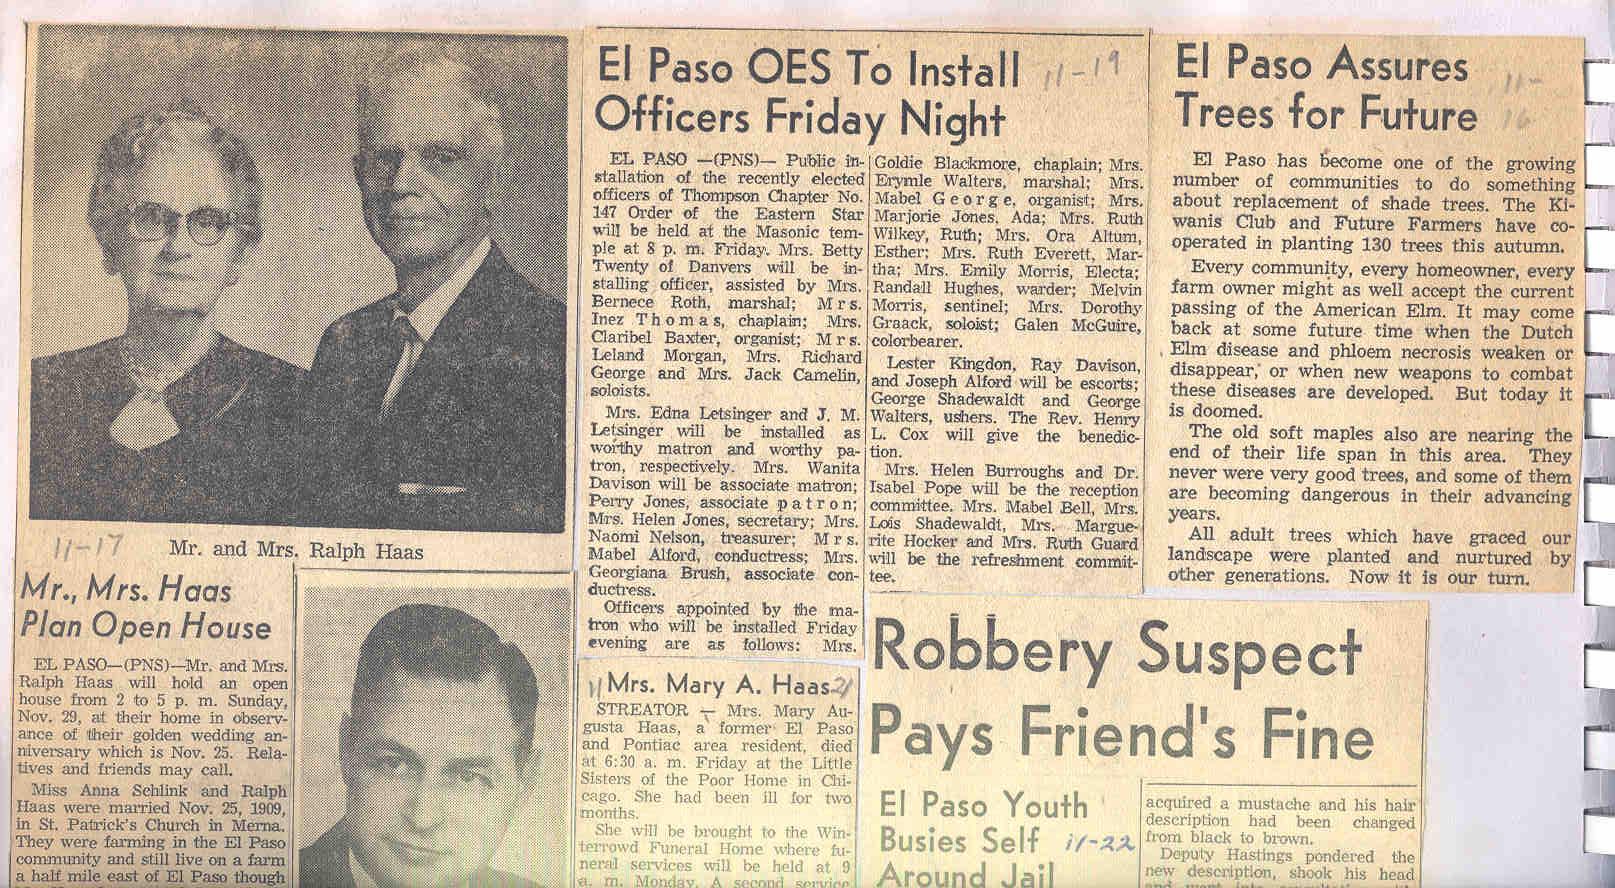 11-17
Mr. and Mrs. Ralph Haas
Mr., Mrs. Haas
Plan Open House
EL PASO—(PNS)—Mr. and Mrs.
Ralph Haas will hold an open
house from 2 to 5 p. m. Sunday,
Nov. 29, at their home in observ-
ance of their golden wedding an-
niversary which is Nov. 25. Rela-
tives and friends may call.
Miss Anna Schlink and Ralph
Haas were married Nov. 25, 1909,
in St. Patrick's Church in Merna.
They were farming in the El Paso
community and still live on a farm
a half mile east of El Paso though
El Paso OES To Install
Officers Friday Night
11-19
EL PASO —(PNS)— Public in-
stallation of the recently elected
officers of Thompson Chapter No.
147 Order of the Eastern Star
will be held at the Masonic tem-
ple at 8 p. m. Friday. Mrs. Betty
Twenty of Danvers will be in-
stalling officer, assisted by Mrs.
Bernece Roth, marshal; Mrs.
Inez Thomas, chaplain; Mrs.
Claribel Baxter, organist; Mrs.
Leland Morgan, Mrs. Richard
George and Mrs. Jack Camelin,
soloists.
Mrs. Edna Letsinger and J. M.
Letsinger will be installed as
worthy matron and worthy pa-
tron, respectively. Mrs. Wanita
Davison will be associate matron;
Perry Jones, associate patron;
Mrs. Helen Jones, secretary; Mrs.
Naomi Nelson, treasurer; Mrs.
Mabel Alford, conductress; Mrs.
Georgiana Brush, associate con-
ductress.
Officers appointed by the ma-
tron who will be installed Friday
evening are as follows: Mrs.
Goldie Blackmore, chaplain; Mrs.
Erymle Walters, marshal; Mrs.
Mabel George, organist; Mrs.
Marjorie Jones, Ada; Mrs. Ruth
Wilkey, Ruth; Mrs. Ora Altum,
Esther; Mrs. Ruth Everett, Mar-
tha; Mrs. Emily Morris, Electa;
Randall Hughes, warder; Melvin
Morris, sentinel; Mrs. Dorothy
Graack, soloist; Galen McGuire,
colorbearer.
Lester Kingdon, Ray Davison,
and Joseph Alford will be escorts;
George Shadewaldt and George
Walters, ushers. The Rev. Henry
L. Cox will give the benedic-
tion.
Mrs. Helen Burroughs and Dr.
Isabel Pope will be the reception
committee. Mrs. Mabel Bell, Mrs.
Lois Shadewaldt, Mrs. Margue-
rite Hocker and Mrs. Ruth Guard
will be the refreshment commit-
tee.
11 Mrs. Mary A. Haas 21
STREATOR — Mrs. Mary Au-
gusta Haas, a former El Paso
and Pontiac area resident, died
at 6:30 a. m. Friday at the Little
Sisters of the Poor Home in Chi-
cago. She had been ill for two
months.
She will be brought to the Win-
terrowd Funeral Home where fu-
neral services will be held at 9
a. m. Monday. A second service
El Paso Assures
Trees for Future
11-
16
El Paso has become one of the growing
number of communities to do something
about replacement of shade trees. The Ki-
wanis Club and Future Farmers have co-
operated in planting 130 trees this autumn.
Every community, every homeowner, every
farm owner might as well accept the current
passing of the American Elm. It may come
back at some future time when the Dutch
Elm disease and phloem necrosis weaken or
disappear, or when new weapons to combat
these diseases are developed. But today it
is doomed.
The old soft maples also are nearing the
end of their life span in this area. They
never were very good trees, and some of them
are becoming dangerous in their advancing
years.
All adult trees which have graced our
landscape were planted and nurtured by
other generations. Now it is our turn.
Robbery Suspect
Pays Friend's Fine
El Paso Youth
Busies Self
Around Jail
11-22
acquired a mustache and his hair
description had been changed
from black to brown.
Deputy Hastings pondered the
new description, shook his head